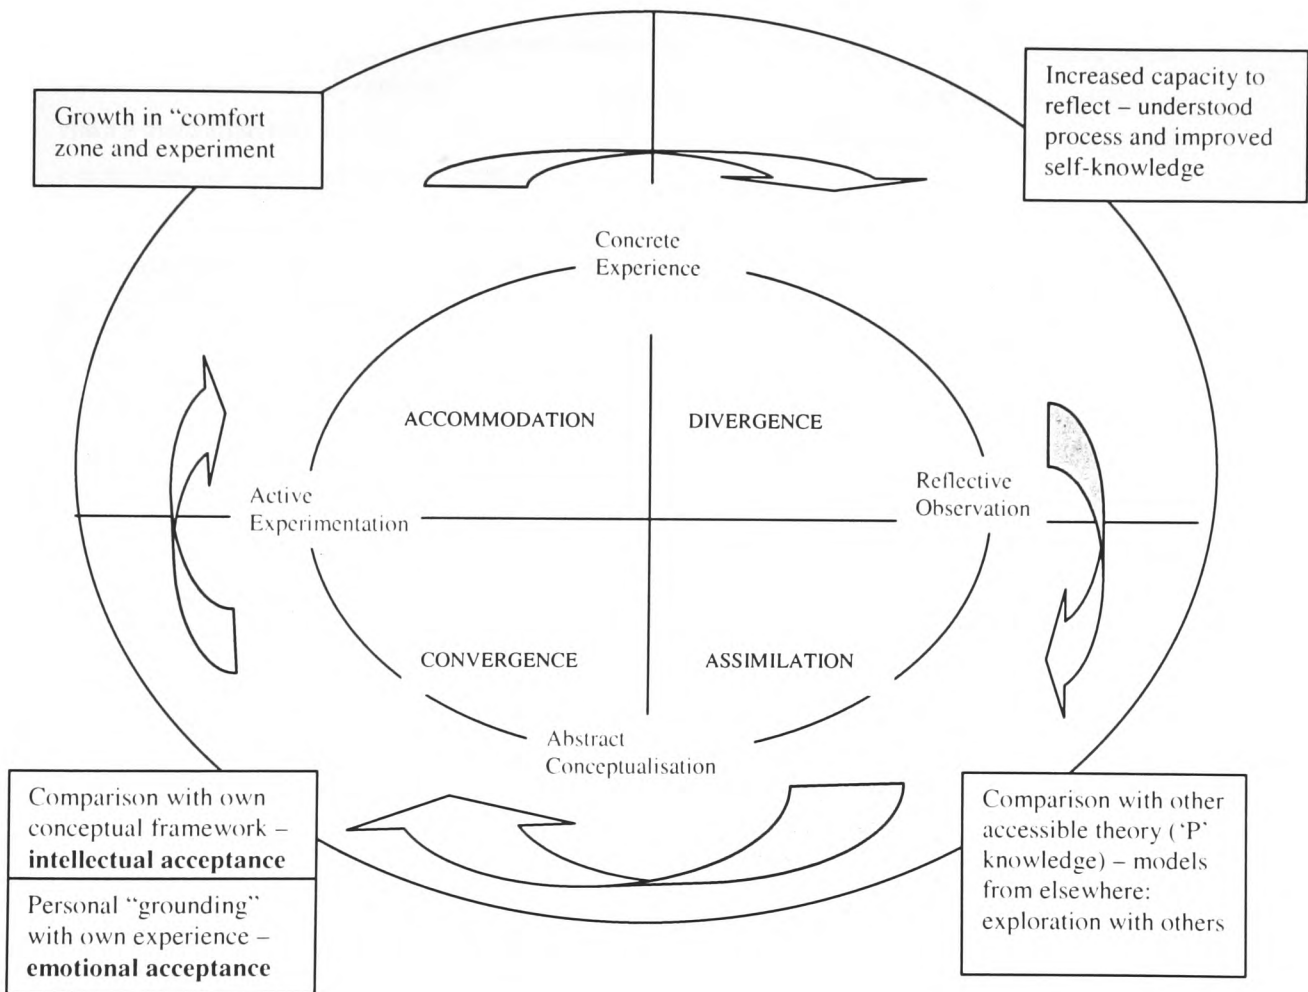 Growth in “comfort
zone and experiment
Increased capacity to
reflect – understood
process and improved
self-knowledge
Concrete
Experience
ACCOMMODATION
DIVERGENCE
Active
Experimentation
Reflective
Observation
CONVERGENCE
ASSIMILATION
Abstract
Conceptualisation
Comparison with own
conceptual framework –
intellectual acceptance
Personal “grounding”
with own experience –
emotional acceptance
Comparison with other
accessible theory (‘P’
knowledge) – models
from elsewhere:
exploration with others